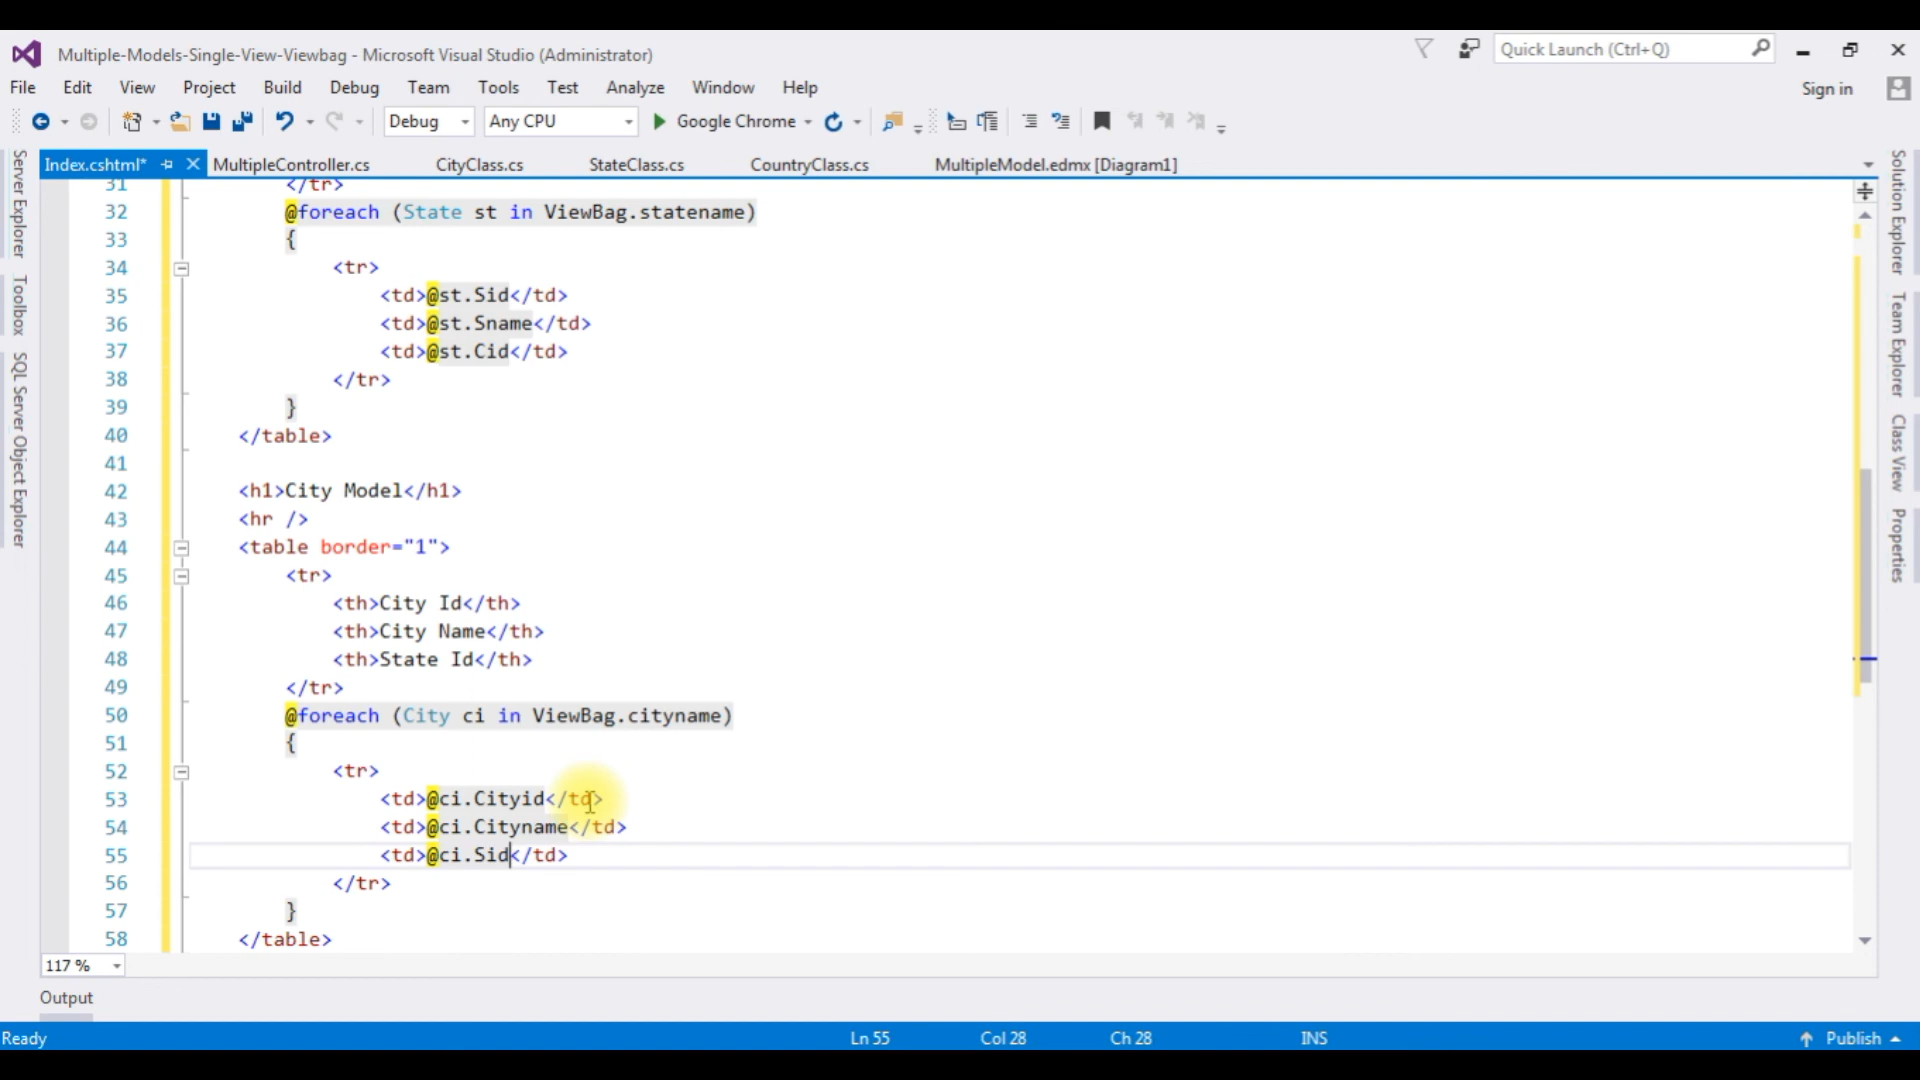 Multiple-Models-Single-View-Viewbag - Microsoft Visual Studio (Administrator)
Quick Launch (Ctrl+Q)
File Edit View Project Build Debug Team Tools Test Analyze Window Help
Sign in
Debug Any CPU Google Chrome
Index.cshtml* MultipleController.cs CityClass.cs StateClass.cs CountryClass.cs MultipleModel.edmx [Diagram1]
Server Explorer
Toolbox
SQL Server Object Explorer
31 </tr>
32 @foreach (State st in ViewBag.statename)
33 {
34 <tr>
35 <td>@st.Sid</td>
36 <td>@st.Sname</td>
37 <td>@st.Cid</td>
38 </tr>
39 }
40 </table>
41
42 <h1>City Model</h1>
43 <hr />
44 <table border="1">
45 <tr>
46 <th>City Id</th>
47 <th>City Name</th>
48 <th>State Id</th>
49 </tr>
50 @foreach (City ci in ViewBag.cityname)
51 {
52 <tr>
53 <td>@ci.Cityid</td>
54 <td>@ci.Cityname</td>
55 <td>@ci.Sid</td>
56 </tr>
57 }
58 </table>
Solution Explorer
Team Explorer
Class View
Properties
117 %
Output
Ready Ln 55 Col 28 Ch 28 INS Publish